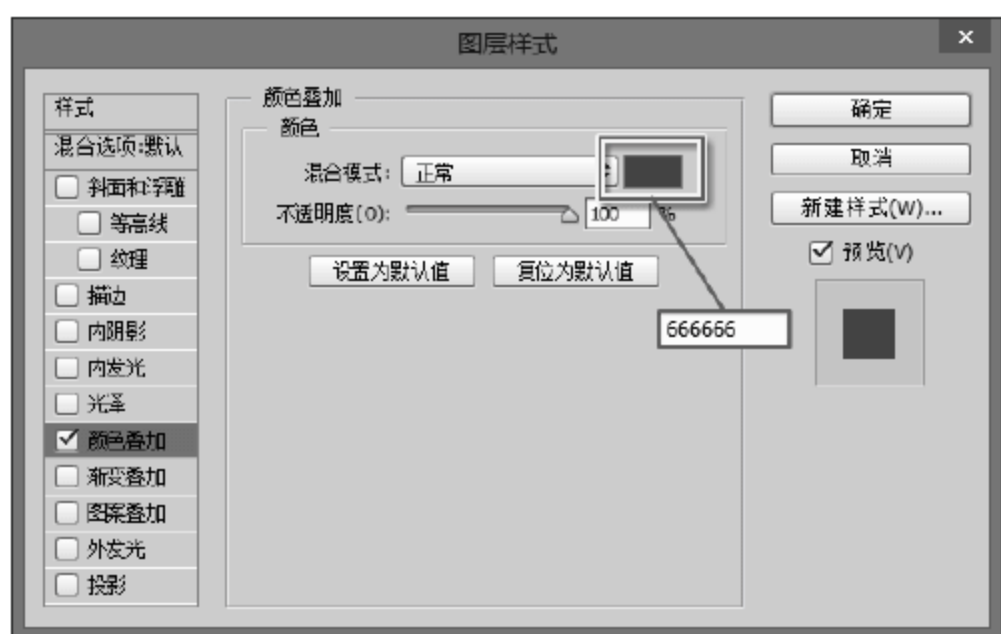 图层样式
×
样式
混合选项:默认
斜面和浮雕
等高线
纹理
描边
内阴影
内发光
光泽
颜色叠加
渐变叠加
图案叠加
外发光
投影
颜色叠加
颜色
混合模式: 正常
不透明度(O): 100 %
设置为默认值 复位为默认值
666666
确定
取消
新建样式(W)...
预览(V)